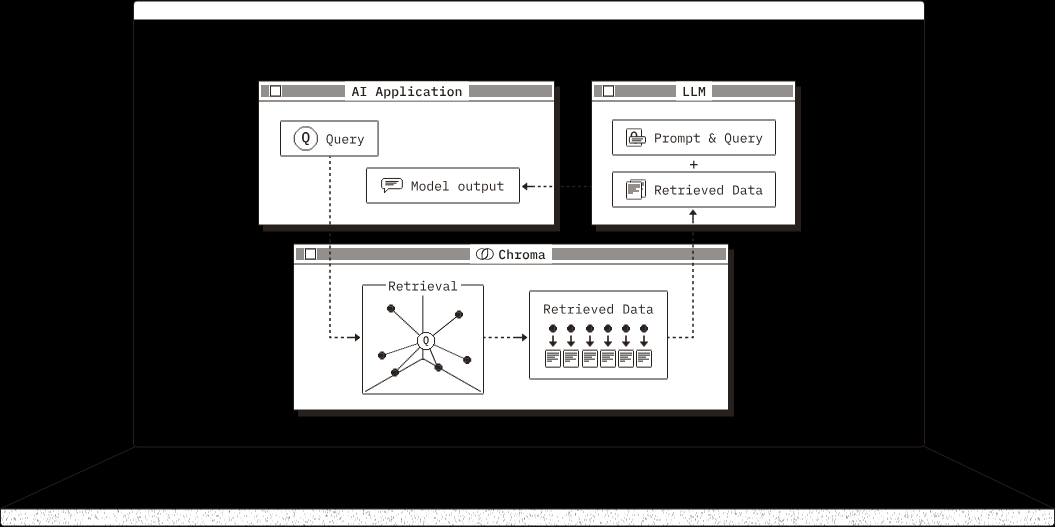 AI Application
Q Query
Model output
LLM
Prompt & Query
+
Retrieved Data
Chroma
Retrieval
Q
Retrieved Data